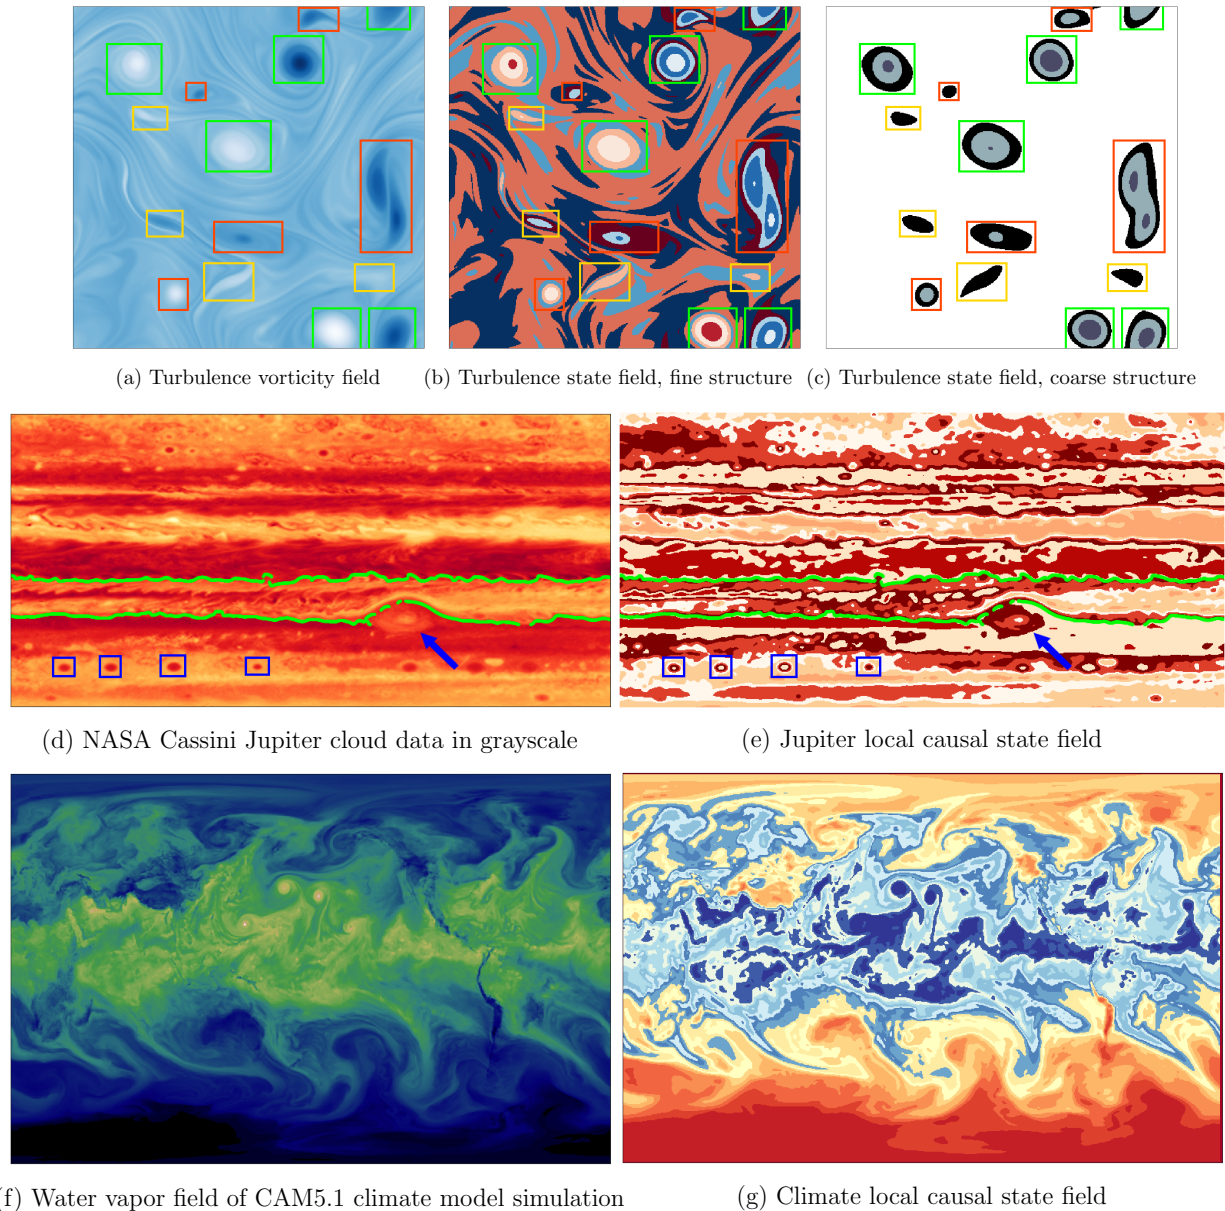 (a) Turbulence vorticity field
(b) Turbulence state field, fine structure
(c) Turbulence state field, coarse structure
(d) NASA Cassini Jupiter cloud data in grayscale
(e) Jupiter local causal state field
(f) Water vapor field of CAM5.1 climate model simulation
(g) Climate local causal state field